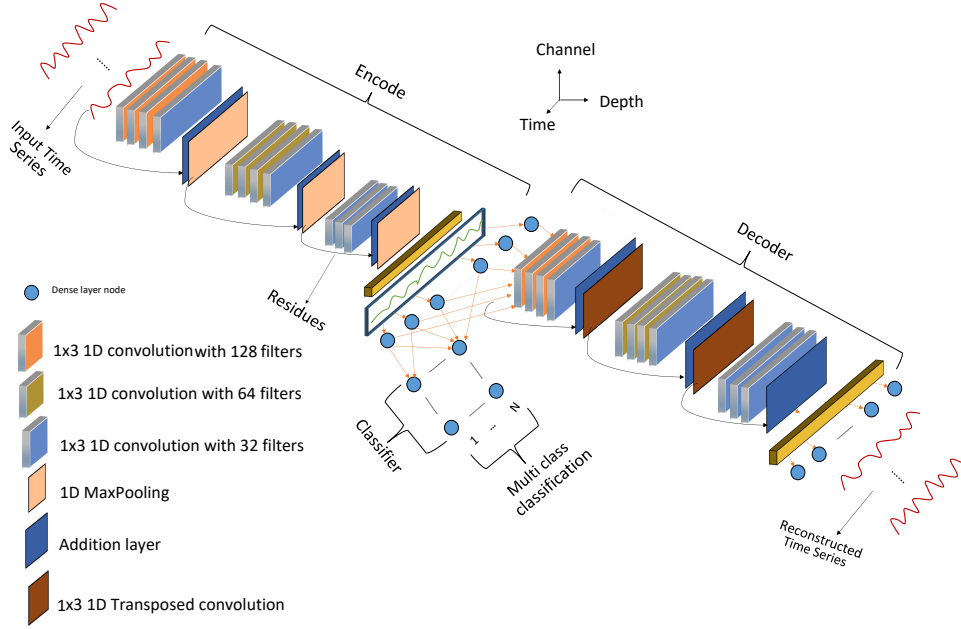 Channel
Depth
Time
Encode
Input Time
Series
Decoder
Residues
Dense layer node
1x3 1D convolution with 128 filters
1x3 1D convolution with 64 filters
1x3 1D convolution with 32 filters
1D MaxPooling
Addition layer
1x3 1D Transposed convolution
Classifier
1 ... N
Multi class
classification
Reconstructed
Time Series